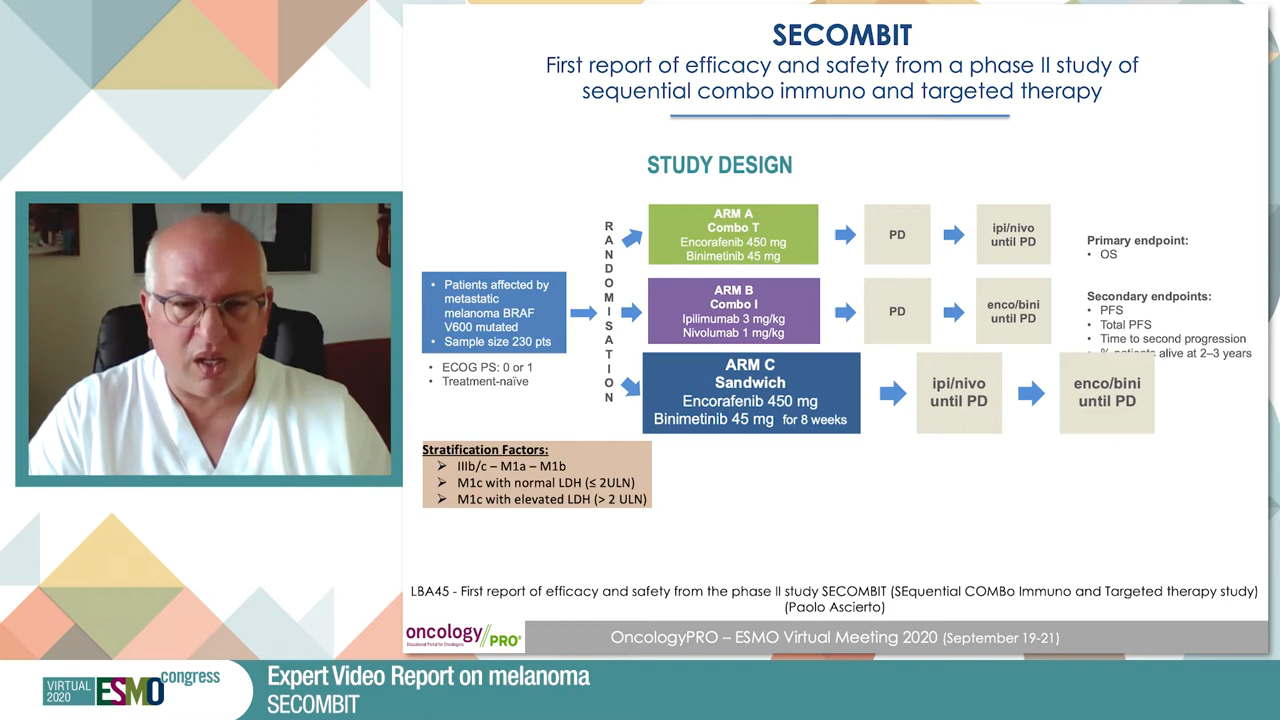 SECOMBIT
First report of efficacy and safety from a phase II study of
sequential combo immuno and targeted therapy
STUDY DESIGN
• Patients affected by
metastatic
melanoma BRAF
V600 mutated
• Sample size 230 pts
• ECOG PS: 0 or 1
• Treatment-naïve
RANDOMISATION
ARM A
Combo T
Encorafenib 450 mg
Binimetinib 45 mg
PD
ipi/nivo
until PD
ARM B
Combo I
Ipilimumab 3 mg/kg
Nivolumab 1 mg/kg
PD
enco/bini
until PD
ARM C
Sandwich
Encorafenib 450 mg
Binimetinib 45 mg for 8 weeks
ipi/nivo
until PD
enco/bini
until PD
Primary endpoint:
• OS
Secondary endpoints:
• PFS
• Total PFS
• Time to second progression
• % patients alive at 2–3 years
Stratification Factors:
➢ IIIb/c – M1a – M1b
➢ M1c with normal LDH (≤ 2ULN)
➢ M1c with elevated LDH (> 2 ULN)
LBA45 - First report of efficacy and safety from the phase II study SECOMBIT (SEquential COMBo Immuno and Targeted therapy study)
(Paolo Ascierto)
oncology//PRO®
Educational Portal for Oncologists
OncologyPRO – ESMO Virtual Meeting 2020 (September 19-21)
VIRTUAL
2020
ESMO congress
Expert Video Report on melanoma
SECOMBIT